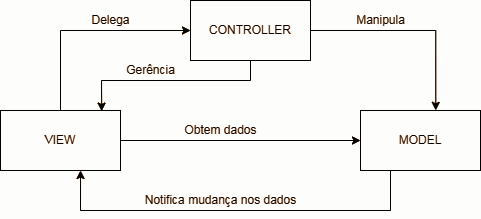 Delega
CONTROLLER
Manipula
Gerência
VIEW
Obtem dados
MODEL
Notifica mudança nos dados